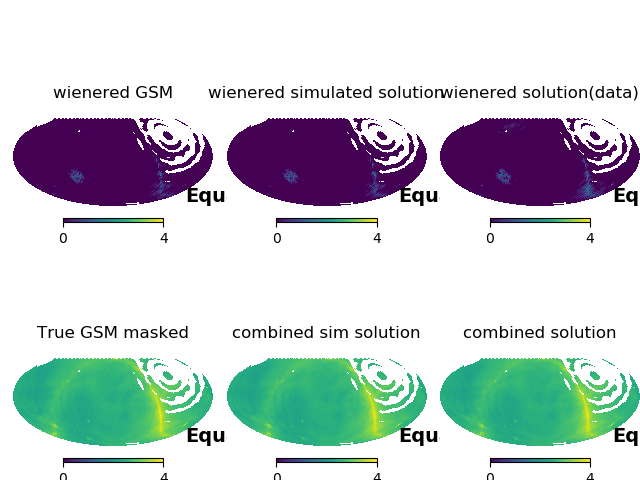 wienered GSM
wienered simulated solution
wienered solution(data)
Equ
Equ
Eq
0 4
0 4
0 4
True GSM masked
combined sim solution
combined solution
Equ
Equ
Eq
0 4
0 4
0 4